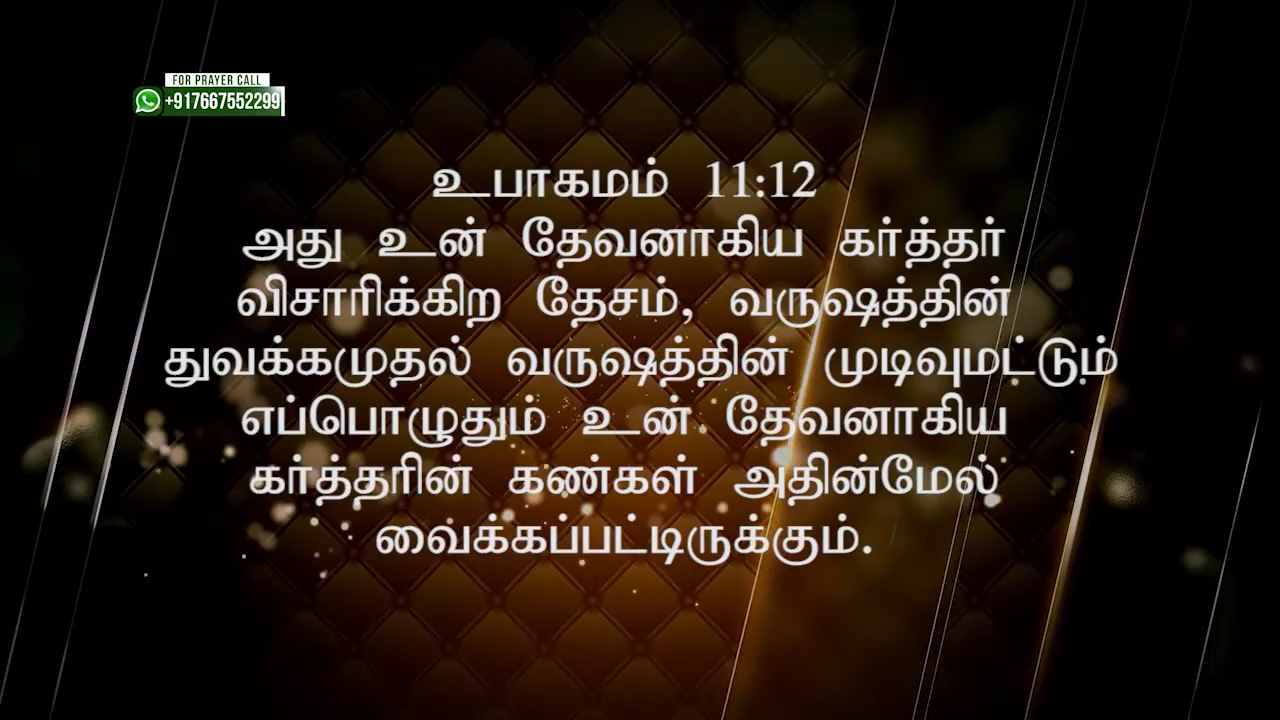 FOR PRAYER CALL
+917667552299
உபாகமம் 11:12
அது உன் தேவனாகிய கர்த்தர்
விசாரிக்கிற தேசம், வருஷத்தின்
துவக்கமுதல் வருஷத்தின் முடிவுமட்டும்
எப்பொழுதும் உன் தேவனாகிய
கர்த்தரின் கண்கள் அதின்மேல்
வைக்கப்பட்டிருக்கும்.